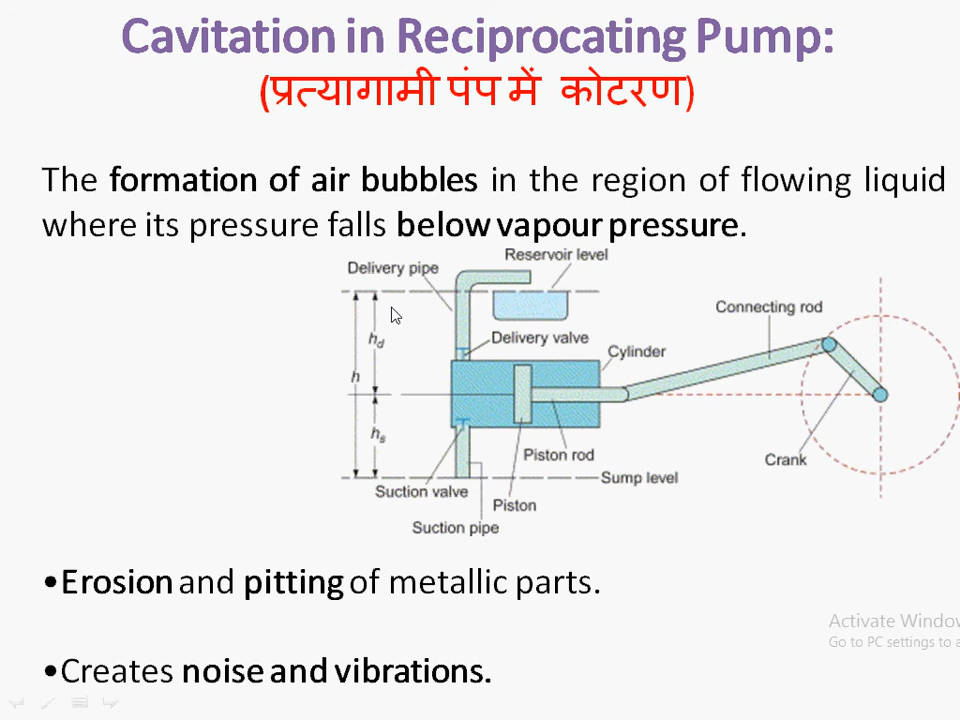 Cavitation in Reciprocating Pump:
(प्रत्यागामी पंप में कोटरण)
The formation of air bubbles in the region of flowing liquid
where its pressure falls below vapour pressure.
Reservoir level
Delivery pipe
Connecting rod
hd
Delivery valve
Cylinder
h
hs
Piston rod
Crank
Sump level
Suction valve
Piston
Suction pipe
•Erosion and pitting of metallic parts.
Activate Window
Go to PC settings to a
•Creates noise and vibrations.